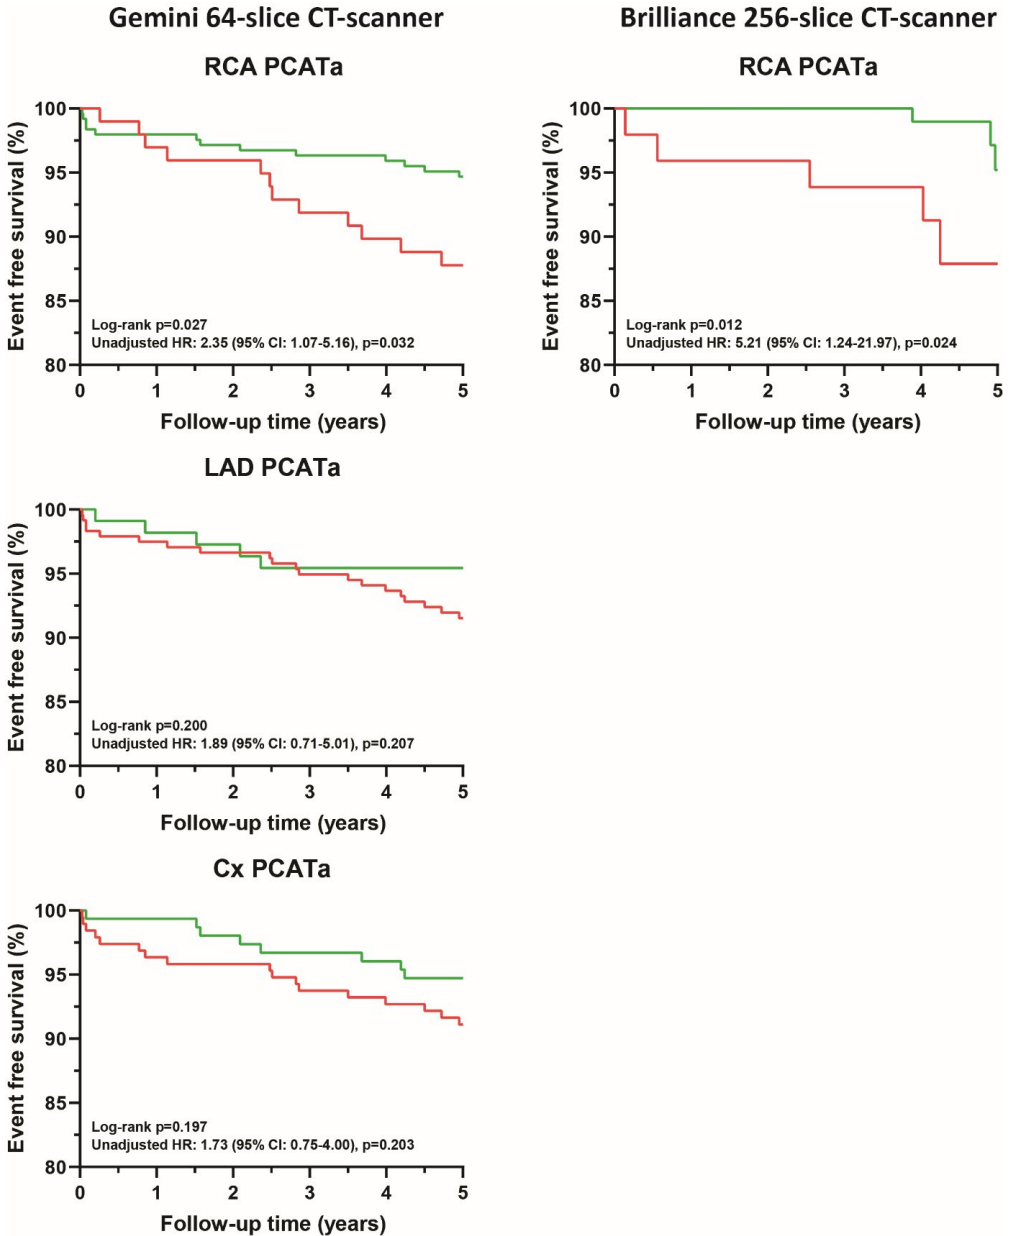 Gemini 64-slice CT-scanner
Brilliance 256-slice CT-scanner
RCA PCATa
Event free survival (%)
100
95
90
85
80
Log-rank p=0.027
Unadjusted HR: 2.35 (95% CI: 1.07-5.16), p=0.032
0 1 2 3 4 5
Follow-up time (years)
RCA PCATa
Event free survival (%)
100
95
90
85
80
Log-rank p=0.012
Unadjusted HR: 5.21 (95% CI: 1.24-21.97), p=0.024
0 1 2 3 4 5
Follow-up time (years)
LAD PCATa
Event free survival (%)
100
95
90
85
80
Log-rank p=0.200
Unadjusted HR: 1.89 (95% CI: 0.71-5.01), p=0.207
0 1 2 3 4 5
Follow-up time (years)
Cx PCATa
Event free survival (%)
100
95
90
85
80
Log-rank p=0.197
Unadjusted HR: 1.73 (95% CI: 0.75-4.00), p=0.203
0 1 2 3 4 5
Follow-up time (years)